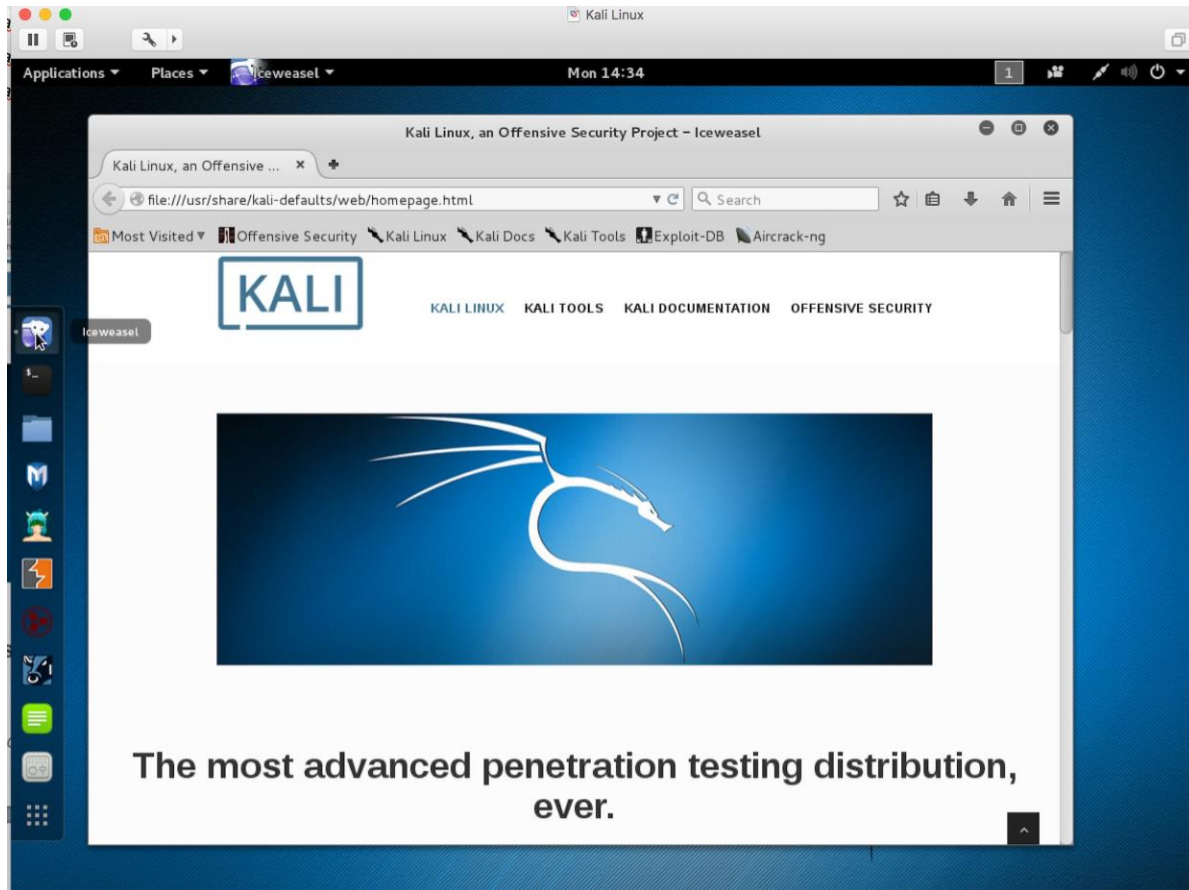 Kali Linux
Applications Places Iceweasel Mon 14:34 1
Kali Linux, an Offensive Security Project – Iceweasel
Kali Linux, an Offensive ...
file:///usr/share/kali-defaults/web/homepage.html Search
Most Visited Offensive Security Kali Linux Kali Docs Kali Tools Exploit-DB Aircrack-ng
KALI
KALI LINUX KALI TOOLS KALI DOCUMENTATION OFFENSIVE SECURITY
Iceweasel
$_
The most advanced penetration testing distribution,
ever.